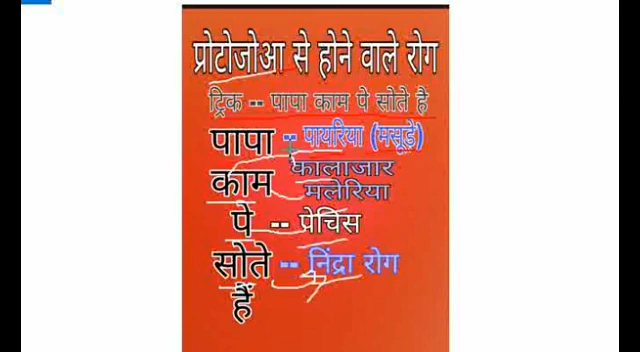 प्रोटोजोआ से होने वाले रोग
ट्रिक -- पापा काम पे सोते है
पापा -- पायरिया (मसूड़े)
काम कालाजार
मलेरिया
पे -- पेचिस
सोते -- निंद्रा रोग
हैं